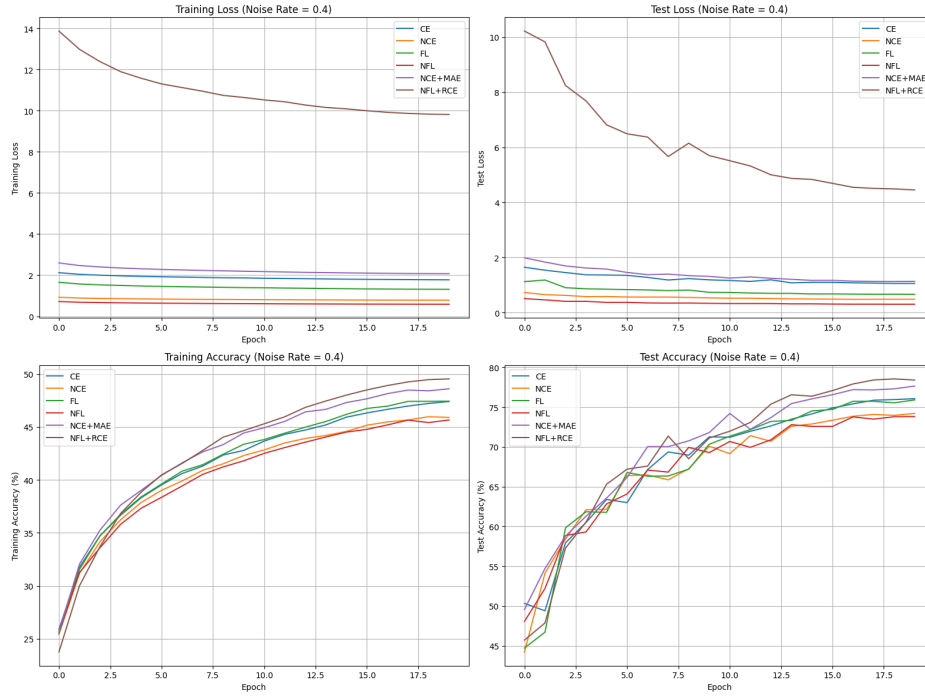 Training Loss (Noise Rate = 0.4)
Training Loss
14
12
10
8
6
4
2
0
0.0 2.5 5.0 7.5 10.0 12.5 15.0 17.5
Epoch
CE
NCE
FL
NFL
NCE+MAE
NFL+RCE
Test Loss (Noise Rate = 0.4)
Test Loss
10
8
6
4
2
0
0.0 2.5 5.0 7.5 10.0 12.5 15.0 17.5
Epoch
CE
NCE
FL
NFL
NCE+MAE
NFL+RCE
Training Accuracy (Noise Rate = 0.4)
Training Accuracy (%)
50
45
40
35
30
25
0.0 2.5 5.0 7.5 10.0 12.5 15.0 17.5
Epoch
CE
NCE
FL
NFL
NCE+MAE
NFL+RCE
Test Accuracy (Noise Rate = 0.4)
Test Accuracy (%)
80
75
70
65
60
55
50
45
0.0 2.5 5.0 7.5 10.0 12.5 15.0 17.5
Epoch
CE
NCE
FL
NFL
NCE+MAE
NFL+RCE